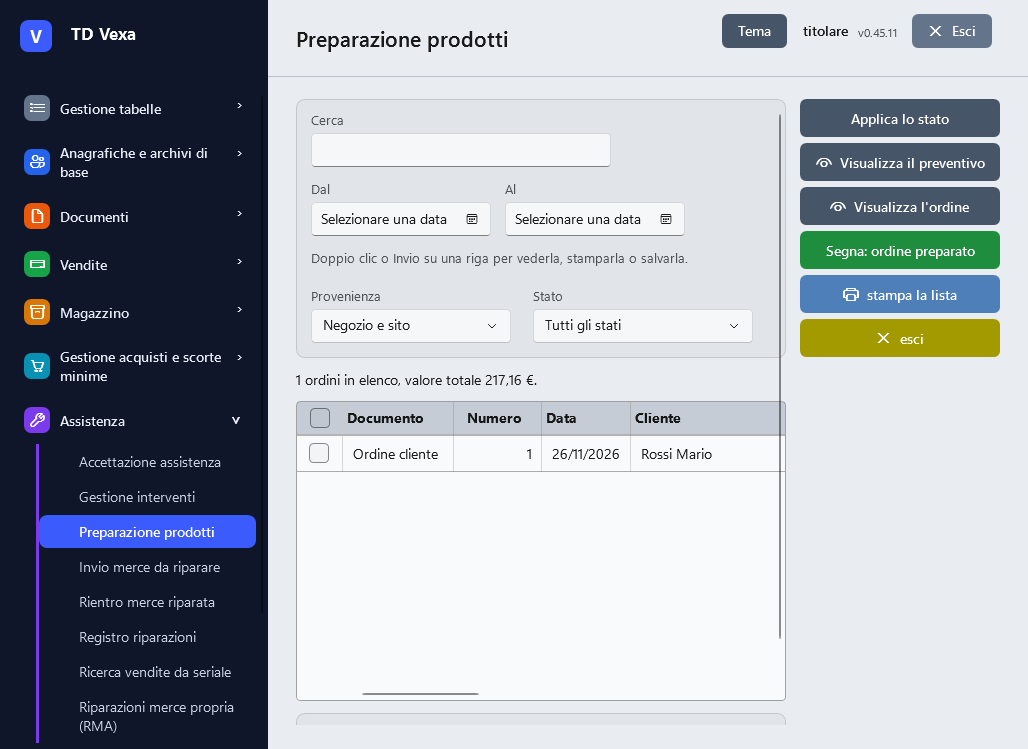 V TD Vexa
Gestione tabelle
Anagrafiche e archivi di
base
Documenti
Vendite
Magazzino
Gestione acquisti e scorte
minime
Assistenza
Accettazione assistenza
Gestione interventi
Preparazione prodotti
Invio merce da riparare
Rientro merce riparata
Registro riparazioni
Ricerca vendite da seriale
Riparazioni merce propria
(RMA)
Preparazione prodotti
Tema titolare v0.45.11 Esci
Cerca
Dal Al
Selezionare una data Selezionare una data
Doppio clic o Invio su una riga per vederla, stamparla o salvarla.
Provenienza Stato
Negozio e sito Tutti gli stati
1 ordini in elenco, valore totale 217,16 €.
Documento Numero Data Cliente
Ordine cliente 1 26/11/2026 Rossi Mario
Applica lo stato
Visualizza il preventivo
Visualizza l'ordine
Segna: ordine preparato
stampa la lista
esci